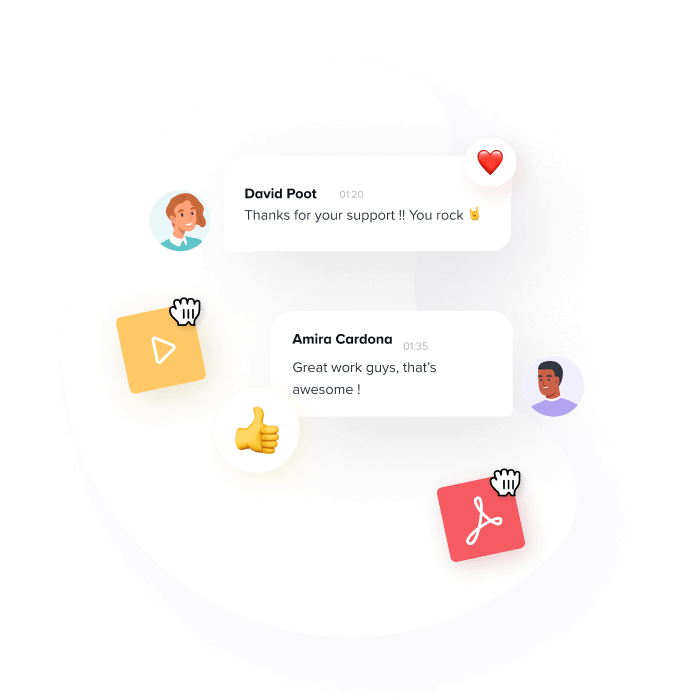 David Poot 01:20
Thanks for your support !! You rock 🤘
Amira Cardona 01:35
Great work guys, that's
awesome !